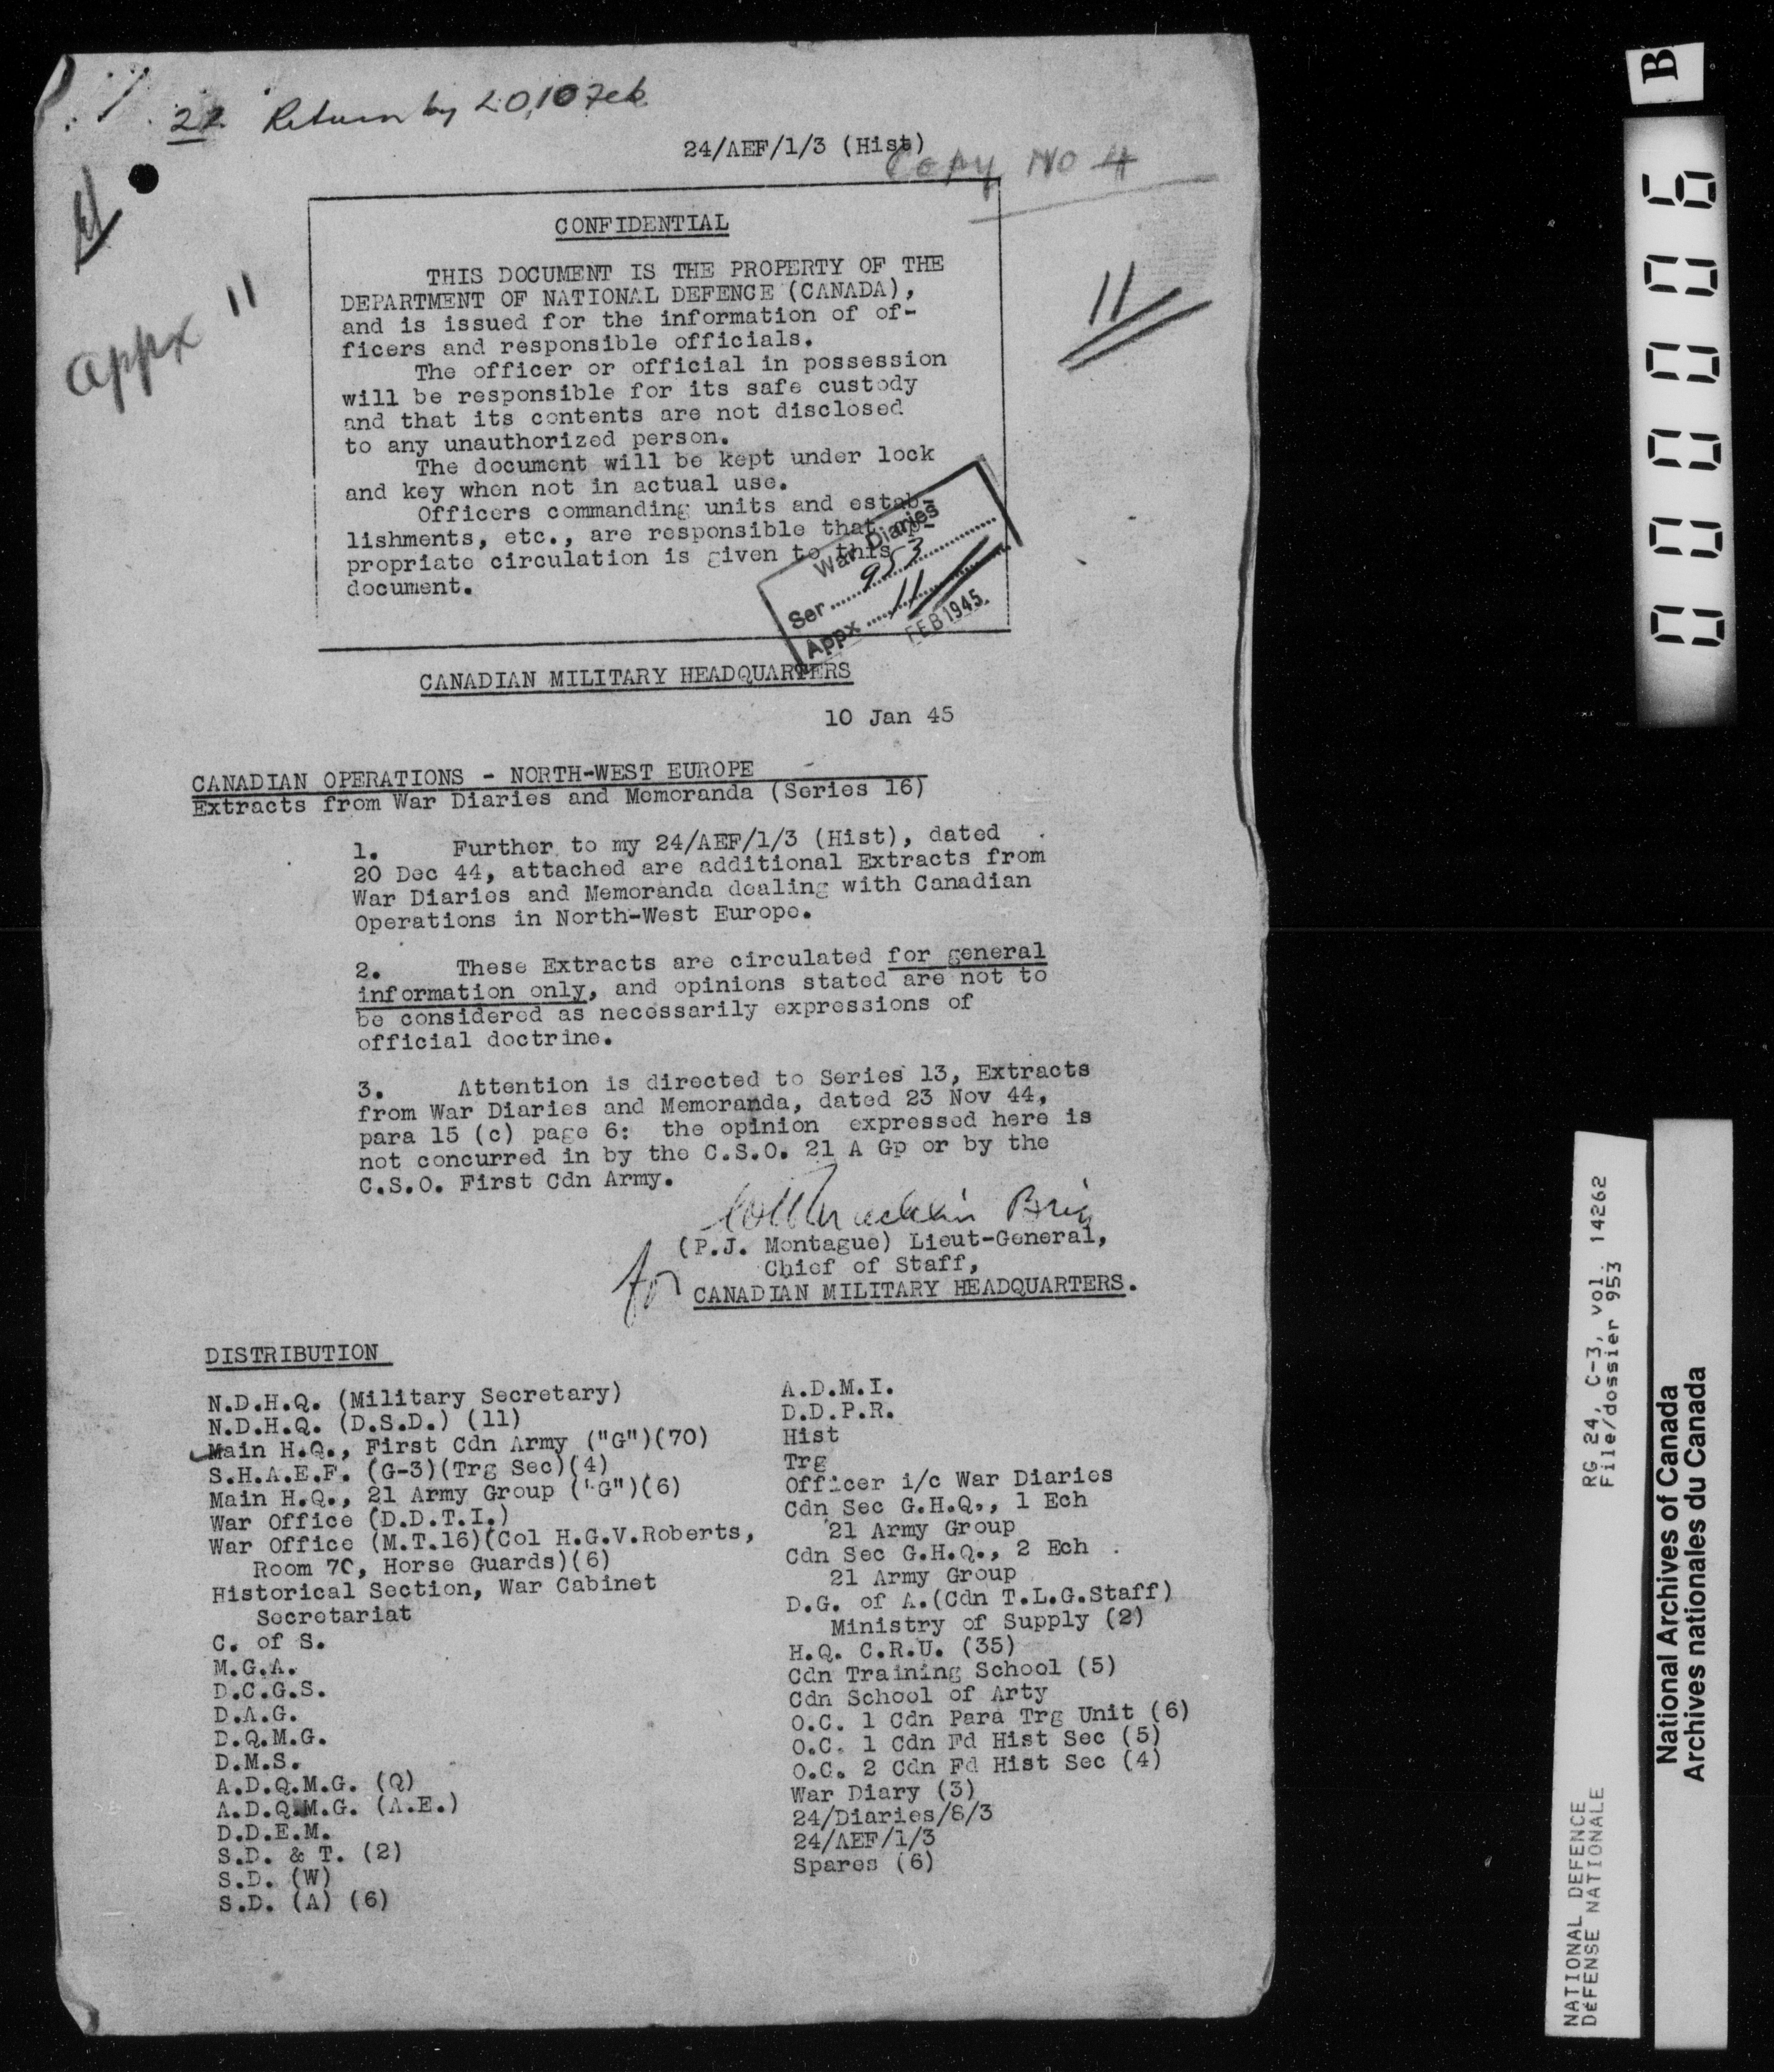 22 Return by 20,10 Feb.
24/AEF/1/3 (Hist)
Copy No 4
CONFIDENTIAL
THIS DOCUMENT IS THE PROPERTY OF THE
DEPARTMENT OF NATIONAL DEFENCE (CANADA),
and is issued for the information of of-
ficers and responsible officials.
The officer or official in possession
will be responsible for its safe custody
and that its contents are not disclosed
to any unauthorized person.
The document will be kept under lock
and key when not in actual use.
Officers commanding units and estab-
lishments, etc., are responsible that ap-
propriate circulation is given to this
document.
appx 11
11
War Diaries
Ser 953
Appx 11
FEB 1945.
CANADIAN MILITARY HEADQUARTERS
10 Jan 45
CANADIAN OPERATIONS - NORTH-WEST EUROPE
Extracts from War Diaries and Memoranda (Series 16)
1. Further to my 24/AEF/1/3 (Hist), dated
20 Dec 44, attached are additional Extracts from
War Diaries and Memoranda dealing with Canadian
Operations in North-West Europe.
2. These Extracts are circulated for general
information only, and opinions stated are not to
be considered as necessarily expressions of
official doctrine.
3. Attention is directed to Series 13, Extracts
from War Diaries and Memoranda, dated 23 Nov 44,
para 15 (c) page 6: the opinion expressed here is
not concurred in by the C.S.O. 21 A Gp or by the
C.S.O. First Cdn Army.
Brig
(P.J. Montague) Lieut-General,
Chief of Staff,
for CANADIAN MILITARY HEADQUARTERS.
DISTRIBUTION
N.D.H.Q. (Military Secretary)
N.D.H.Q. (D.S.D.) (11)
Main H.Q., First Cdn Army ("G")(70)
S.H.A.E.F. (G-3)(Trg Sec)(4)
Main H.Q., 21 Army Group ("G")(6)
War Office (D.D.T.I.)
War Office (M.T.16)(Col H.G.V.Roberts,
Room 7C, Horse Guards)(6)
Historical Section, War Cabinet
Secretariat
C. of S.
M.G.A.
D.C.G.S.
D.A.G.
D.Q.M.G.
D.M.S.
A.D.Q.M.G. (Q)
A.D.Q.M.G. (A.E.)
D.D.E.M.
S.D. & T. (2)
S.D. (W)
S.D. (A) (6)
A.D.M.I.
D.D.P.R.
Hist
Trg
Officer i/c War Diaries
Cdn Sec G.H.Q., 1 Ech
21 Army Group
Cdn Sec G.H.Q., 2 Ech
21 Army Group
D.G. of A.(Cdn T.L.G.Staff)
Ministry of Supply (2)
H.Q. C.R.U. (35)
Cdn Training School (5)
Cdn School of Arty
O.C. 1 Cdn Para Trg Unit (6)
O.C. 1 Cdn Fd Hist Sec (5)
O.C. 2 Cdn Fd Hist Sec (4)
War Diary (3)
24/Diaries/8/3
24/AEF/1/3
Spares (6)
B
00006
NATIONAL DEFENCE
DéFENSE NATIONALE
RG 24, C-3, vol. 14262
File/dossier 953
National Archives of Canada
Archives nationales du Canada